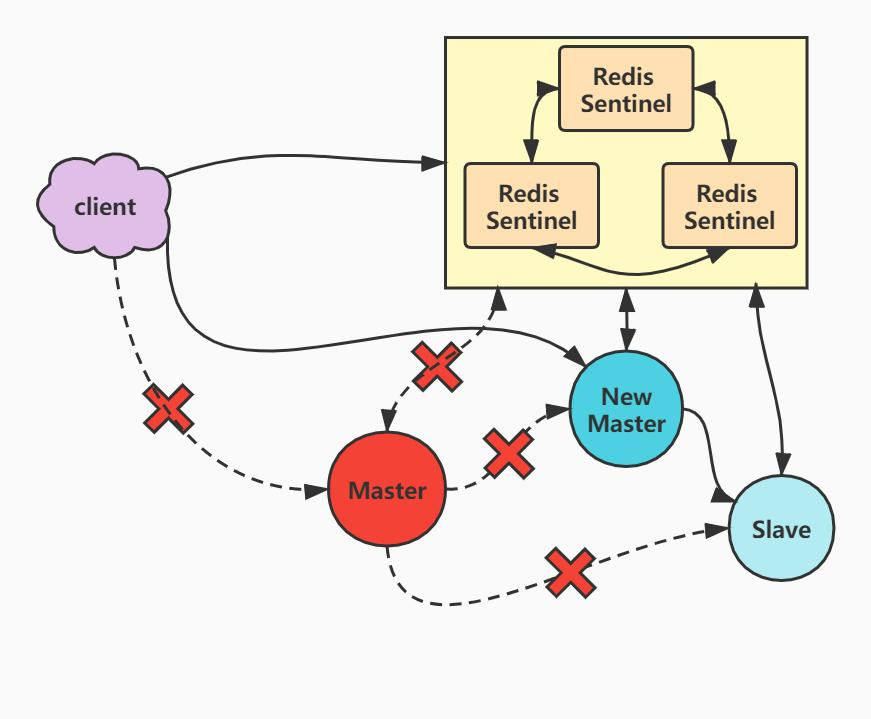 Redis
Sentinel
client
Redis
Sentinel
Redis
Sentinel
New
Master
Master
Slave